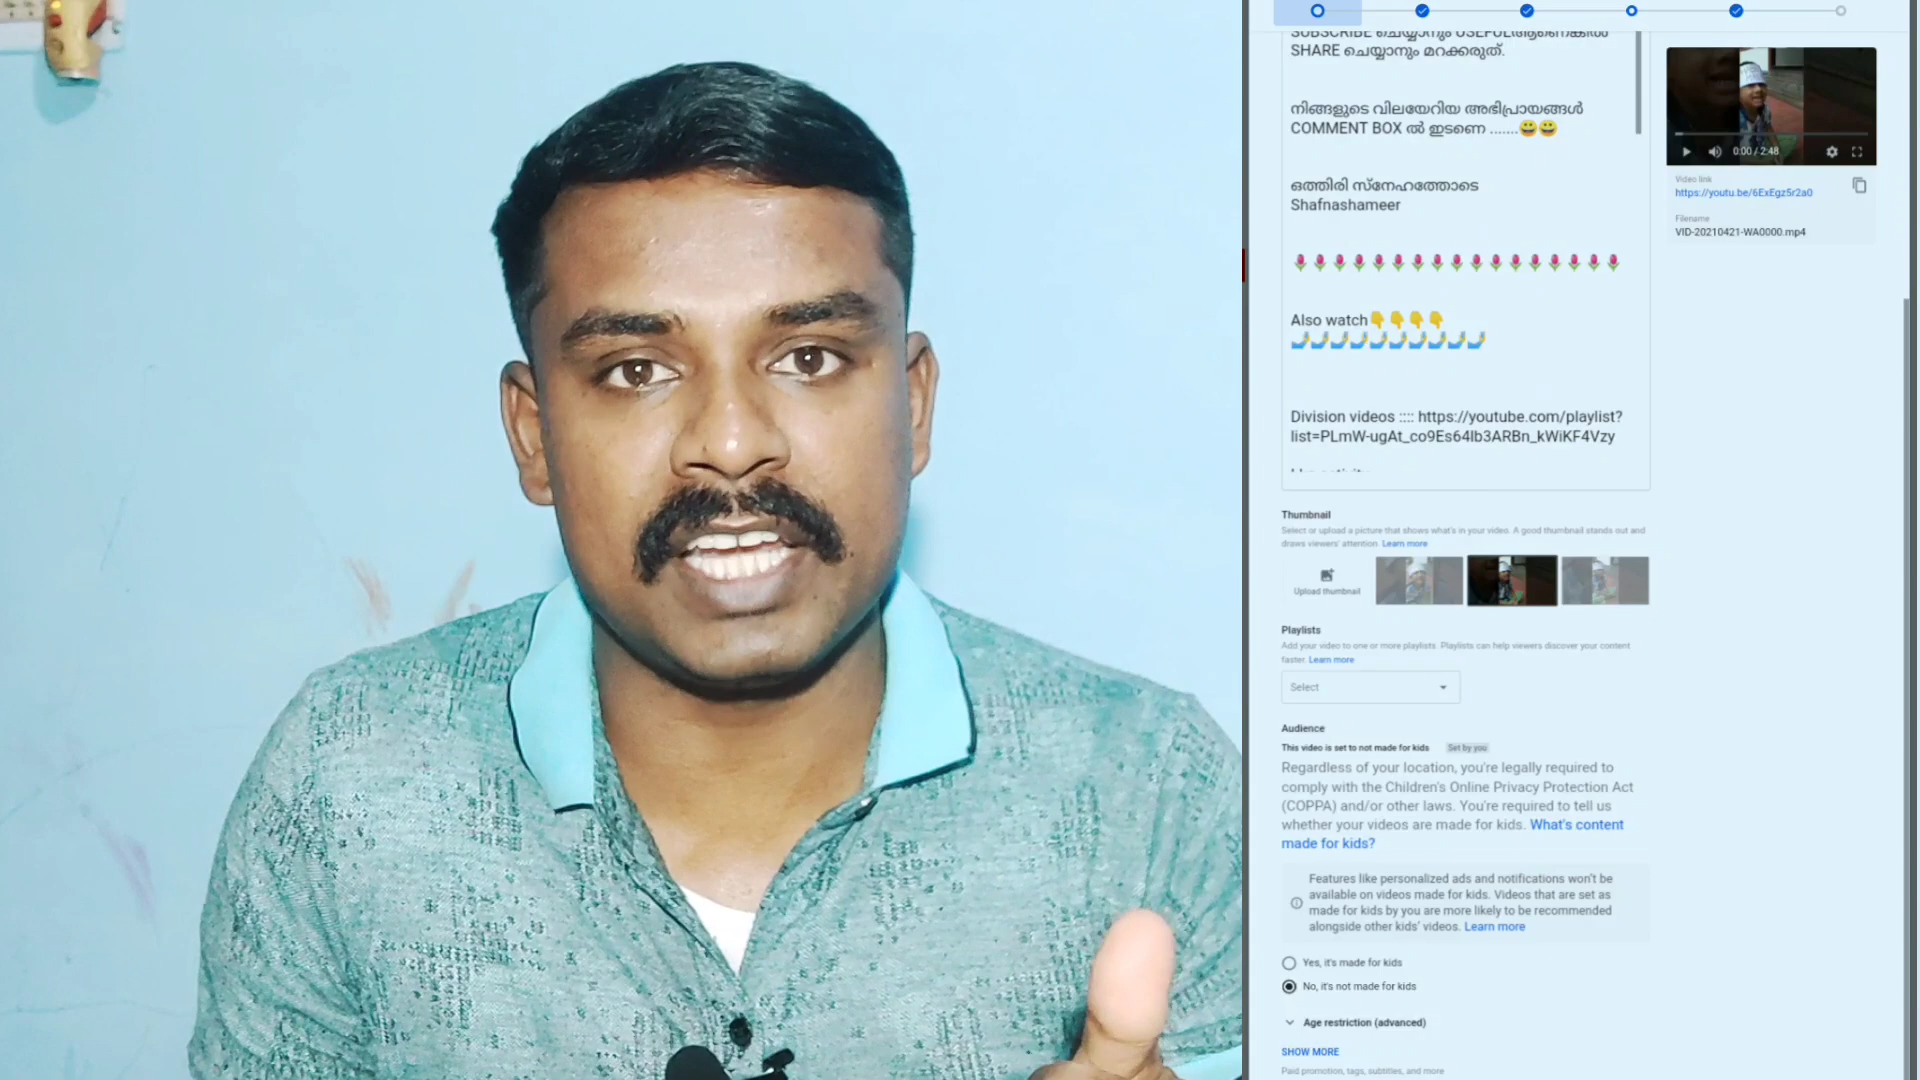 SUBSCRIBE ചെയ്യാനും USEFULആണെങ്കിൽ
SHARE ചെയ്യാനും മറക്കരുത്.
നിങ്ങളുടെ വിലയേറിയ അഭിപ്രായങ്ങൾ
COMMENT BOX ൽ ഇടണെ .......😀😀
ഒത്തിരി സ്നേഹത്തോടെ
Shafnashameer
🌷🌷🌷🌷🌷🌷🌷🌷🌷🌷🌷🌷🌷🌷🌷🌷🌷
Also watch👇👇👇👇
🤳🤳🤳🤳🤳🤳🤳🤳🤳🤳
Division videos :::: https://youtube.com/playlist?
list=PLmW-ugAt_co9Es64lb3ARBn_kWiKF4Vzy
0:00 / 2:48
Video link
https://youtu.be/6ExEgz5r2a0
Filename
VID-20210421-WA0000.mp4
Thumbnail
Select or upload a picture that shows what's in your video. A good thumbnail stands out and
draws viewers' attention. Learn more
Upload thumbnail
Playlists
Add your video to one or more playlists. Playlists can help viewers discover your content
faster. Learn more
Select
Audience
This video is set to not made for kids Set by you
Regardless of your location, you're legally required to
comply with the Children's Online Privacy Protection Act
(COPPA) and/or other laws. You're required to tell us
whether your videos are made for kids. What's content
made for kids?
Features like personalized ads and notifications won't be
available on videos made for kids. Videos that are set as
made for kids by you are more likely to be recommended
alongside other kids' videos. Learn more
Yes, it's made for kids
No, it's not made for kids
Age restriction (advanced)
SHOW MORE
Paid promotion, tags, subtitles, and more